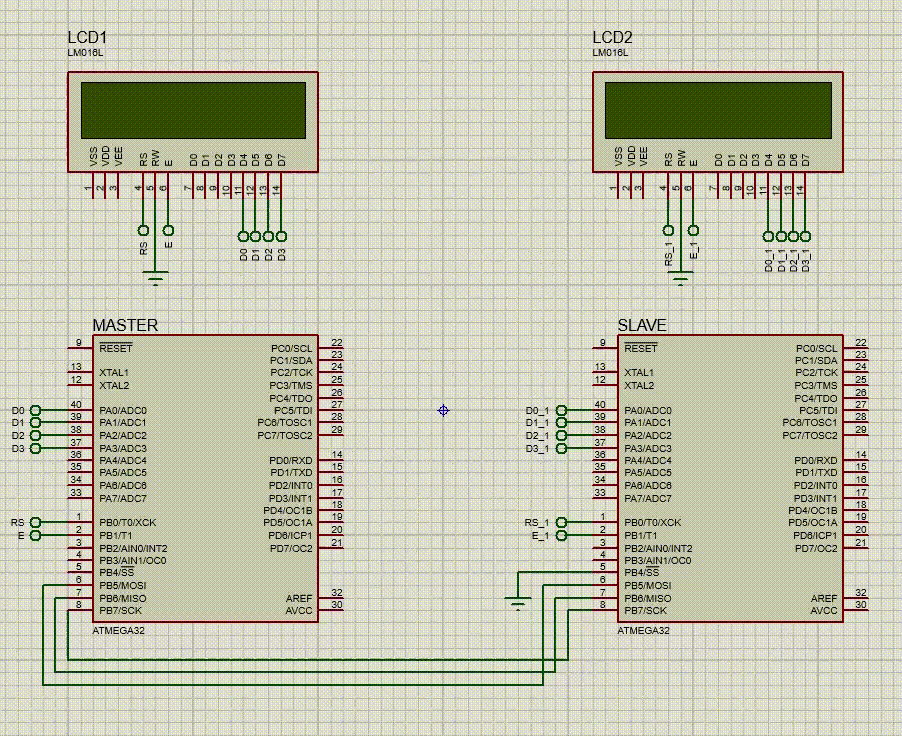 LCD1
LM016L
VSS VDD VEE RS RW E D0 D1 D2 D3 D4 D5 D6 D7
1 2 3 4 5 6 7 8 9 10 11 12 13 14
RS E D0 D1 D2 D3
LCD2
LM016L
VSS VDD VEE RS RW E D0 D1 D2 D3 D4 D5 D6 D7
1 2 3 4 5 6 7 8 9 10 11 12 13 14
RS_1 E_1 D0_1 D1_1 D2_1 D3_1
MASTER
9 RESET PC0/SCL 22
PC1/SDA 23
13 XTAL1 PC2/TCK 24
12 XTAL2 PC3/TMS 25
PC4/TDO 26
D0 40 PA0/ADC0 PC5/TDI 27
D1 39 PA1/ADC1 PC6/TOSC1 28
D2 38 PA2/ADC2 PC7/TOSC2 29
D3 37 PA3/ADC3
36 PA4/ADC4 PD0/RXD 14
35 PA5/ADC5 PD1/TXD 15
34 PA6/ADC6 PD2/INT0 16
33 PA7/ADC7 PD3/INT1 17
PD4/OC1B 18
RS 1 PB0/T0/XCK PD5/OC1A 19
E 2 PB1/T1 PD6/ICP1 20
3 PB2/AIN0/INT2 PD7/OC2 21
4 PB3/AIN1/OC0
5 PB4/SS
6 PB5/MOSI
7 PB6/MISO AREF 32
8 PB7/SCK AVCC 30
ATMEGA32
SLAVE
9 RESET PC0/SCL 22
PC1/SDA 23
13 XTAL1 PC2/TCK 24
12 XTAL2 PC3/TMS 25
PC4/TDO 26
D0_1 40 PA0/ADC0 PC5/TDI 27
D1_1 39 PA1/ADC1 PC6/TOSC1 28
D2_1 38 PA2/ADC2 PC7/TOSC2 29
D3_1 37 PA3/ADC3
36 PA4/ADC4 PD0/RXD 14
35 PA5/ADC5 PD1/TXD 15
34 PA6/ADC6 PD2/INT0 16
33 PA7/ADC7 PD3/INT1 17
PD4/OC1B 18
RS_1 1 PB0/T0/XCK PD5/OC1A 19
E_1 2 PB1/T1 PD6/ICP1 20
3 PB2/AIN0/INT2 PD7/OC2 21
4 PB3/AIN1/OC0
5 PB4/SS
6 PB5/MOSI
7 PB6/MISO AREF 32
8 PB7/SCK AVCC 30
ATMEGA32